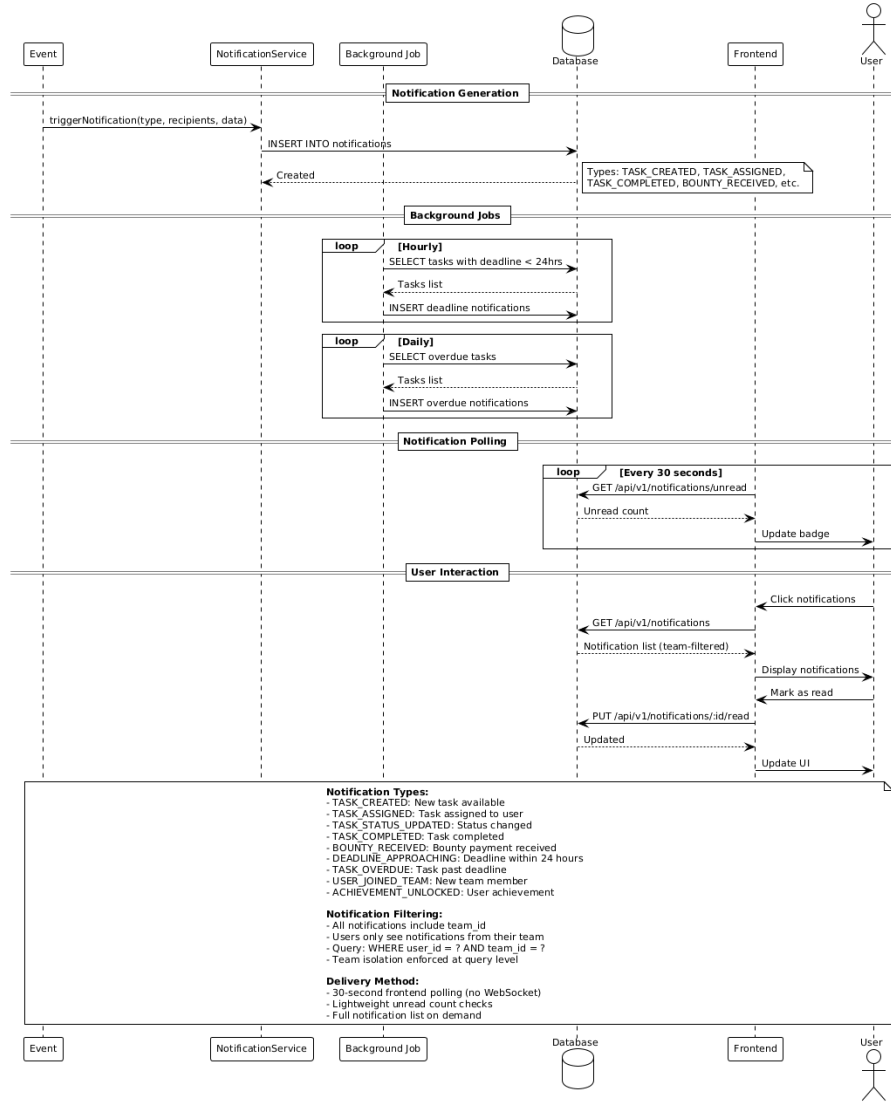 Event
NotificationService
Background Job
Database
Frontend
User
Notification Generation
triggerNotification(type, recipients, data)
INSERT INTO notifications
Created
Types: TASK_CREATED, TASK_ASSIGNED,
TASK_COMPLETED, BOUNTY_RECEIVED, etc.
Background Jobs
loop [Hourly]
SELECT tasks with deadline < 24hrs
Tasks list
INSERT deadline notifications
loop [Daily]
SELECT overdue tasks
Tasks list
INSERT overdue notifications
Notification Polling
loop [Every 30 seconds]
GET /api/v1/notifications/unread
Unread count
Update badge
User Interaction
Click notifications
GET /api/v1/notifications
Notification list (team-filtered)
Display notifications
Mark as read
PUT /api/v1/notifications/:id/read
Updated
Update UI
Notification Types:
- TASK_CREATED: New task available
- TASK_ASSIGNED: Task assigned to user
- TASK_STATUS_UPDATED: Status changed
- TASK_COMPLETED: Task completed
- BOUNTY_RECEIVED: Bounty payment received
- DEADLINE_APPROACHING: Deadline within 24 hours
- TASK_OVERDUE: Task past deadline
- USER_JOINED_TEAM: New team member
- ACHIEVEMENT_UNLOCKED: User achievement
Notification Filtering:
- All notifications include team_id
- Users only see notifications from their team
- Query: WHERE user_id = ? AND team_id = ?
- Team isolation enforced at query level
Delivery Method:
- 30-second frontend polling (no WebSocket)
- Lightweight unread count checks
- Full notification list on demand
Event
NotificationService
Background Job
Database
Frontend
User